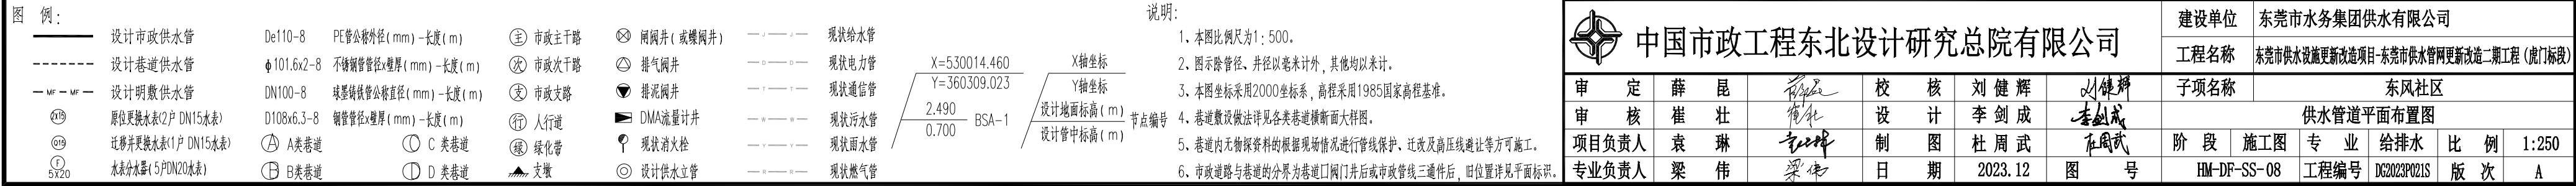 图 例：
设计市政供水管
设计巷道供水管
MF MF 设计明敷供水管
2X15 原位更换水表(2户 DN15水表)
Q15 迁移并更换水表(1户 DN15水表)
F 5X20 水表分水器(5户DN20水表)
De110-8 PE管公称外径(mm)-长度(m)
ϕ101.6x2-8 不锈钢管管径x壁厚(mm)-长度(m)
DN100-8 球墨铸铁管公称直径(mm)-长度(m)
D108x6.3-8 钢管管径x壁厚(mm)-长度(m)
A A类巷道
B B类巷道
C C 类巷道
D D 类巷道
主 市政主干路
次 市政次干路
支 市政支路
行 人行道
绿 绿化带
支墩
闸阀井(或蝶阀井)
排气阀井
排泥阀井
DMA流量计井
现状消火栓
设计供水立管
J J 现状给水管
D D 现状电力管
T T 现状通信管
W W 现状污水管
Y Y 现状雨水管
R R 现状燃气管
X=530014.460
Y=360309.023
2.490
0.700
BSA-1
X轴坐标
Y轴坐标
设计地面标高(m)
设计管中标高(m)
节点编号
说明：
1、本图比例尺为1：500。
2、图示除管径、井径以毫米计外，其他均以米计。
3、本图坐标采用2000坐标系，高程采用1985国家高程基准。
4、巷道敷设做法详见各类巷道横断面大样图。
5、巷道内无物探资料的根据现场情况进行管线保护、迁改及高压线避让等方可施工。
6、市政道路与巷道的分界为巷道口阀门井后或市政管线三通件后，旧位置详见平面标识。
中国市政工程东北设计研究总院有限公司
建设单位 东莞市水务集团供水有限公司
工程名称 东莞市供水设施更新改造项目-东莞市供水管网更新改造二期工程(虎门标段)
审 定 薛 昆 校 核 刘健辉 刘健辉 子项名称 东风社区
审 核 崔 壮 设 计 李剑成 李剑成 供水管道平面布置图
项目负责人 袁 琳 制 图 杜周武 杜周武 阶 段 施工图 专 业 给排水 比 例 1:250
专业负责人 梁 伟 梁伟 日 期 2023.12 图 号 HM-DF-SS-08 工程编号 DG2023P021S 版 次 A